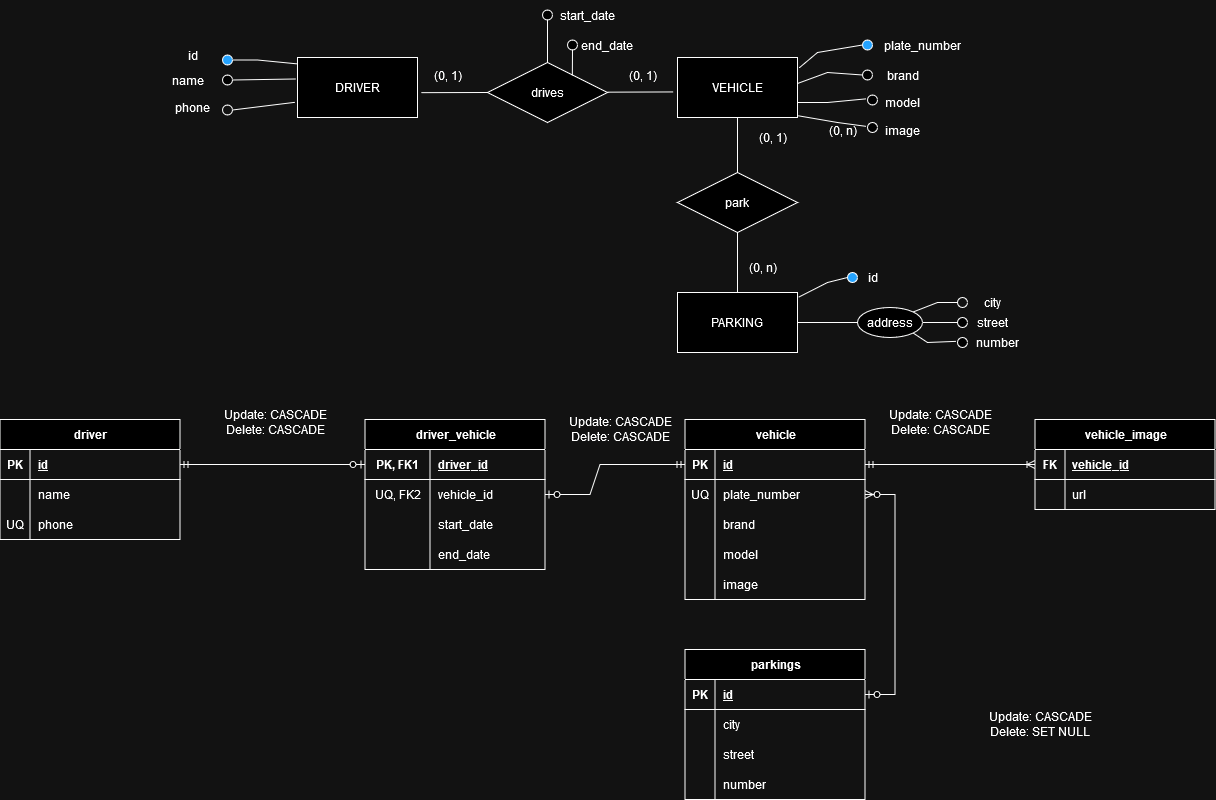 start_date
end_date
id
name
phone
DRIVER
(0, 1)
drives
(0, 1)
VEHICLE
plate_number
brand
model
image
(0, n)
(0, 1)
park
(0, n)
PARKING
id
address
city
street
number
Update: CASCADE
Delete: CASCADE
Update: CASCADE
Delete: CASCADE
Update: CASCADE
Delete: CASCADE
driver
PK id
name
UQ phone
driver_vehicle
PK, FK1 driver_id
UQ, FK2 vehicle_id
start_date
end_date
vehicle
PK id
UQ plate_number
brand
model
image
vehicle_image
FK vehicle_id
url
parkings
PK id
city
street
number
Update: CASCADE
Delete: SET NULL